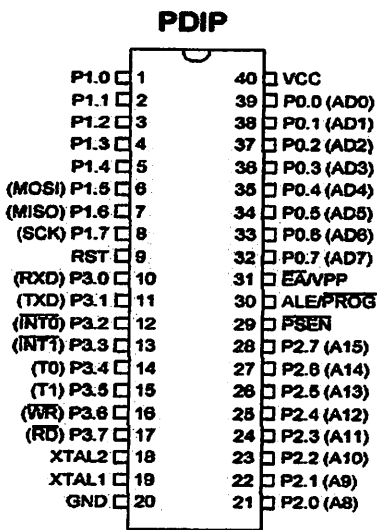 PDIP
P1.0 1 40 VCC
P1.1 2 39 P0.0 (AD0)
P1.2 3 38 P0.1 (AD1)
P1.3 4 37 P0.2 (AD2)
P1.4 5 36 P0.3 (AD3)
(MOSI) P1.5 6 35 P0.4 (AD4)
(MISO) P1.6 7 34 P0.5 (AD5)
(SCK) P1.7 8 33 P0.6 (AD6)
RST 9 32 P0.7 (AD7)
(RXD) P3.0 10 31 E̅A̅/VPP
(TXD) P3.1 11 30 ALE/P̅R̅O̅G̅
(I̅N̅T̅0̅) P3.2 12 29 P̅S̅E̅N̅
(I̅N̅T̅1̅) P3.3 13 28 P2.7 (A15)
(T0) P3.4 14 27 P2.6 (A14)
(T1) P3.5 15 26 P2.5 (A13)
(W̅R̅) P3.6 16 25 P2.4 (A12)
(R̅D̅) P3.7 17 24 P2.3 (A11)
XTAL2 18 23 P2.2 (A10)
XTAL1 19 22 P2.1 (A9)
GND 20 21 P2.0 (A8)